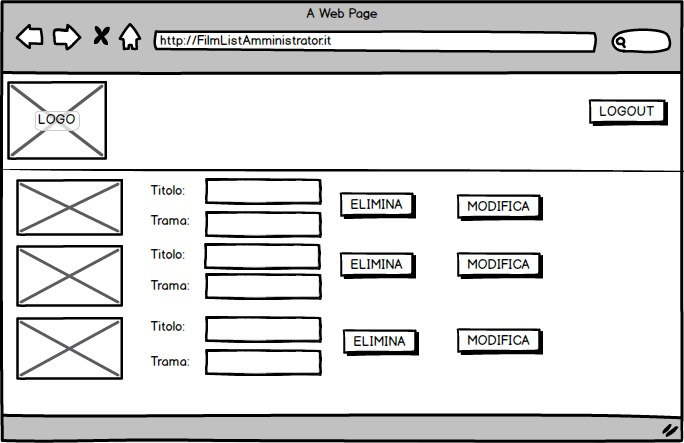 A Web Page
http://FilmListAmministrator.it
LOGO
LOGOUT
Titolo:
ELIMINA
MODIFICA
Trama:
Titolo:
ELIMINA
MODIFICA
Trama:
Titolo:
ELIMINA
MODIFICA
Trama: